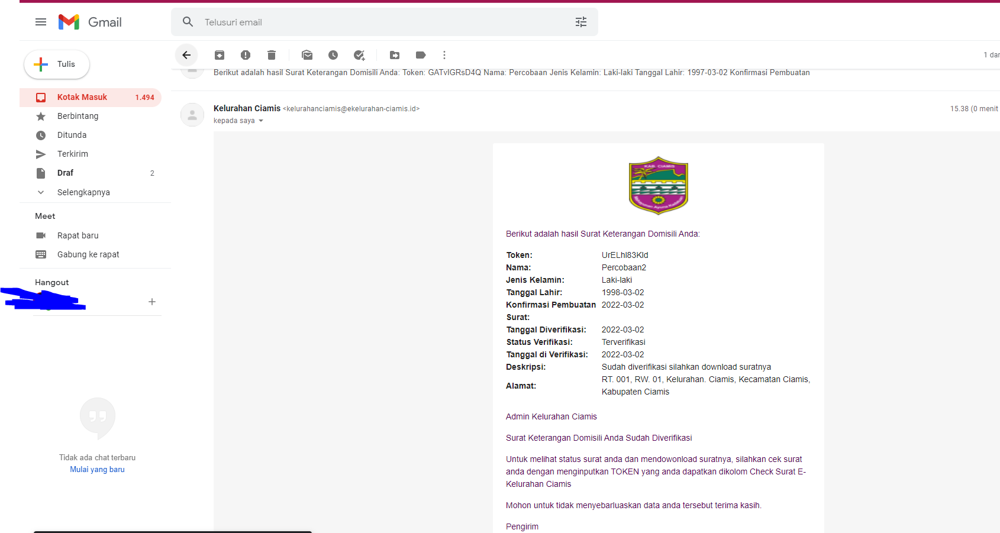 Gmail
Telusuri email
Tulis
1 dar
Berikut adalah hasil Surat Keterangan Domisili Anda: Token: GATvIGRsD4Q Nama: Percobaan Jenis Kelamin: Laki-laki Tanggal Lahir: 1997-03-02 Konfirmasi Pembuatan
Kotak Masuk 1.494
Berbintang
Ditunda
Terkirim
Draf 2
Selengkapnya
Meet
Rapat baru
Gabung ke rapat
Hangout
Tidak ada chat terbaru
Mulai yang baru
Kelurahan Ciamis <kelurahanciamis@ekelurahan-ciamis.id>
15.38 (0 menit
kepada saya
KAB. CIAMIS
Berikut adalah hasil Surat Keterangan Domisili Anda:
Token: UrELhI83KId
Nama: Percobaan2
Jenis Kelamin: Laki-laki
Tanggal Lahir: 1998-03-02
Konfirmasi Pembuatan 2022-03-02
Surat:
Tanggal Diverifikasi: 2022-03-02
Status Verifikasi: Terverifikasi
Tanggal di Verifikasi: 2022-03-02
Deskripsi: Sudah diverifikasi silahkan download suratnya
Alamat: RT. 001, RW. 01, Kelurahan. Ciamis, Kecamatan Ciamis,
Kabupaten Ciamis
Admin Kelurahan Ciamis
Surat Keterangan Domisili Anda Sudah Diverifikasi
Untuk melihat status surat anda dan mendowonload suratnya, silahkan cek surat
anda dengan menginputkan TOKEN yang anda dapatkan dikolom Check Surat E-
Kelurahan Ciamis
Mohon untuk tidak menyebarluaskan data anda tersebut terima kasih.
Pengirim